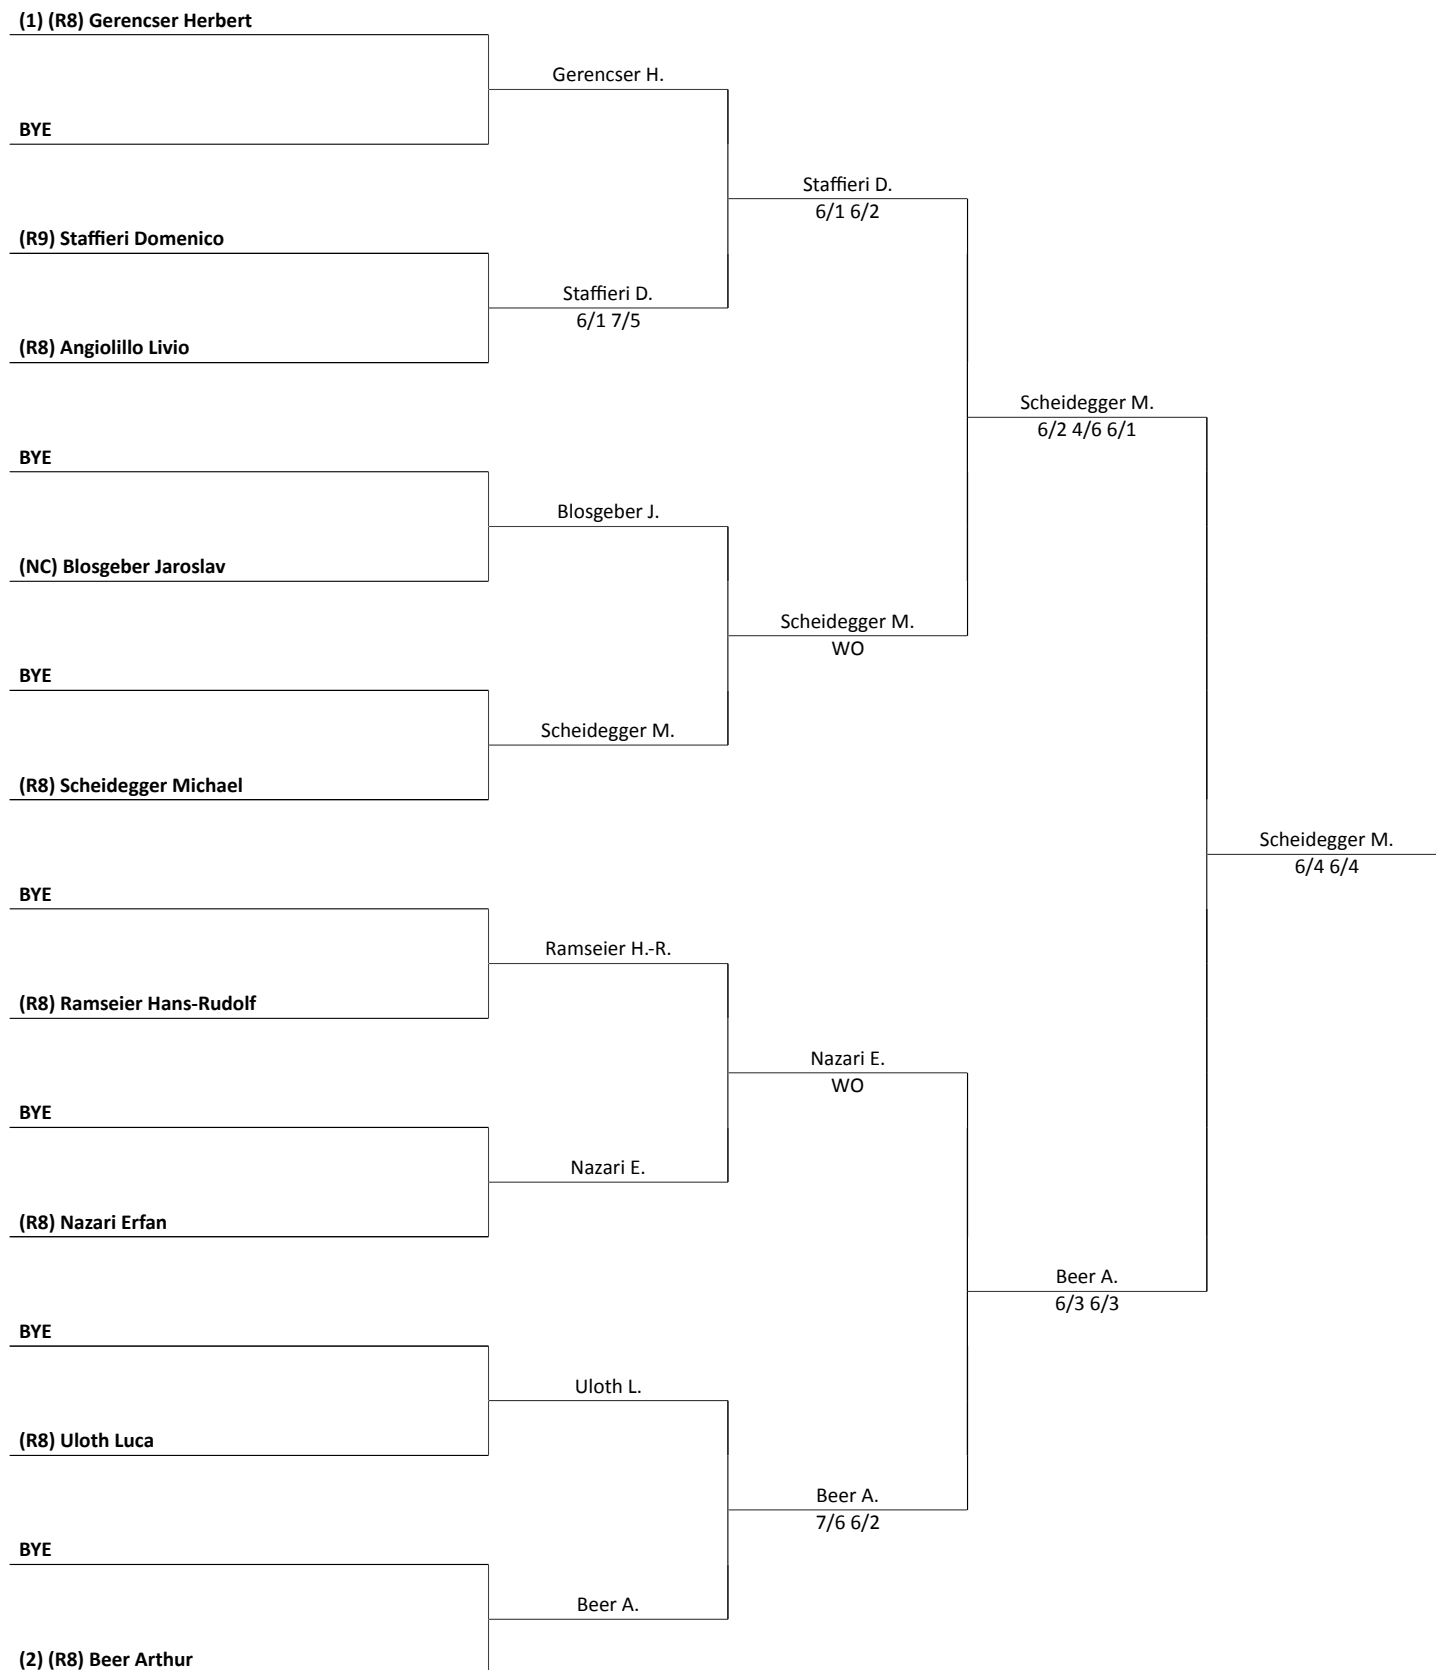 (1) (R8) Gerencser Herbert
Gerencser H.
BYE
Staffieri D.
6/1 6/2
(R9) Staffieri Domenico
Staffieri D.
6/1 7/5
(R8) Angiolillo Livio
Scheidegger M.
6/2 4/6 6/1
BYE
Blosgeber J.
(NC) Blosgeber Jaroslav
Scheidegger M.
WO
BYE
Scheidegger M.
(R8) Scheidegger Michael
Scheidegger M.
6/4 6/4
BYE
Ramseier H.-R.
(R8) Ramseier Hans-Rudolf
Nazari E.
WO
BYE
Nazari E.
(R8) Nazari Erfan
Beer A.
6/3 6/3
BYE
Uloth L.
(R8) Uloth Luca
Beer A.
7/6 6/2
BYE
Beer A.
(2) (R8) Beer Arthur